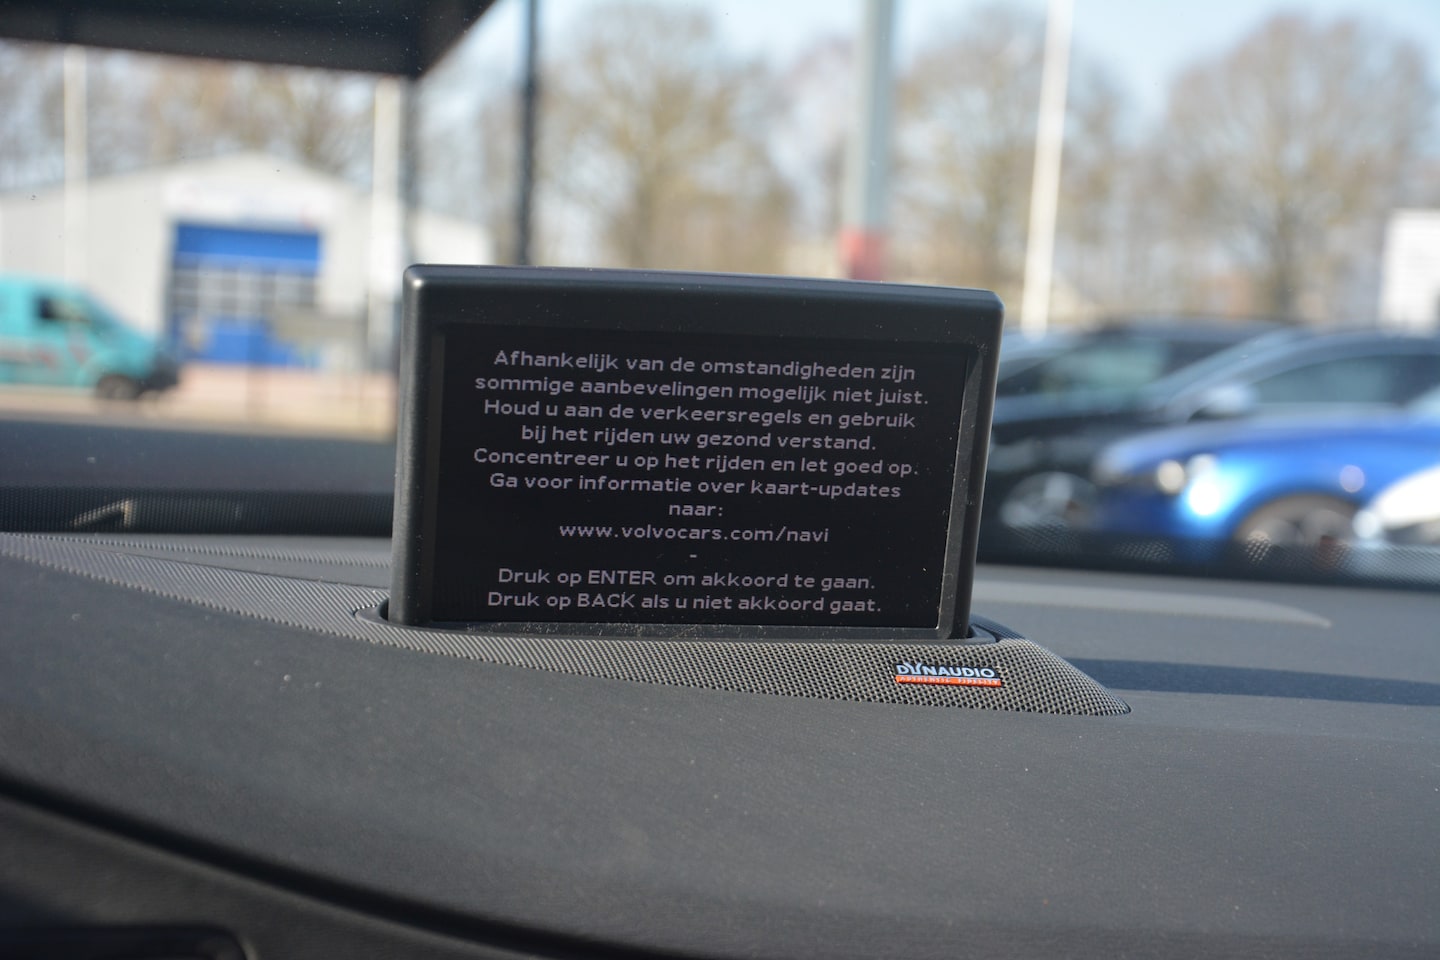 Afhankelijk van de omstandigheden zijn
sommige aanbevelingen mogelijk niet juist.
Houd u aan de verkeersregels en gebruik
bij het rijden uw gezond verstand.
Concentreer u op het rijden en let goed op.
Ga voor informatie over kaart-updates
naar:
www.volvocars.com/navi
-
Druk op ENTER om akkoord te gaan.
Druk op BACK als u niet akkoord gaat.
DYNAUDIO